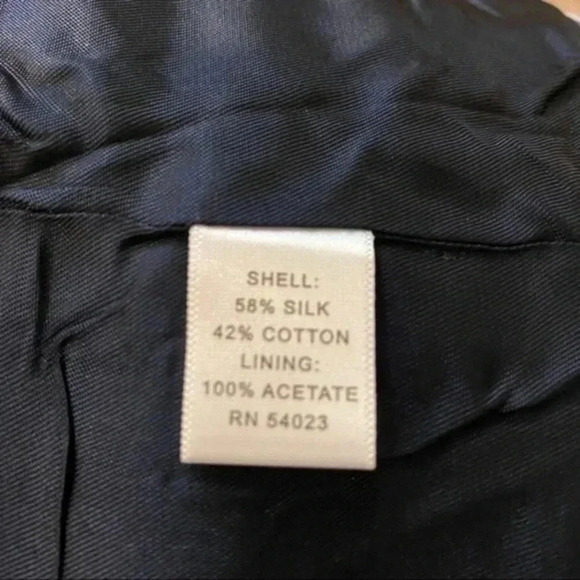 SHELL:
58% SILK
42% COTTON
LINING:
100% ACETATE
RN 54023